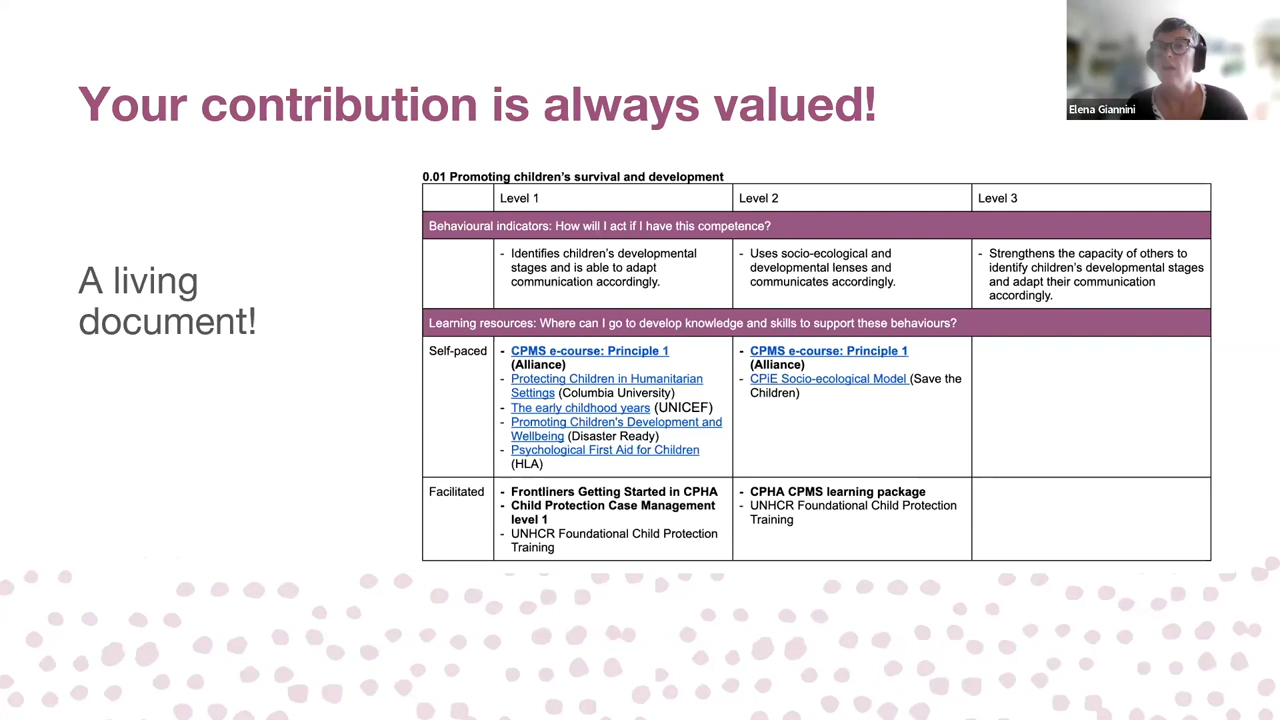 Your contribution is always valued!
Elena Giannini
A living
document!
0.01 Promoting children's survival and development
Level 1
Level 2
Level 3
Behavioural indicators: How will I act if I have this competence?
- Identifies children's developmental
stages and is able to adapt
communication accordingly.
- Uses socio-ecological and
developmental lenses and
communicates accordingly.
- Strengthens the capacity of others to
identify children's developmental stages
and adapt their communication
accordingly.
Learning resources: Where can I go to develop knowledge and skills to support these behaviours?
Self-paced
- CPMS e-course: Principle 1
(Alliance)
- Protecting Children in Humanitarian
Settings (Columbia University)
- The early childhood years (UNICEF)
- Promoting Children's Development and
Wellbeing (Disaster Ready)
- Psychological First Aid for Children
(HLA)
- CPMS e-course: Principle 1
(Alliance)
- CPiE Socio-ecological Model (Save the
Children)
Facilitated
- Frontliners Getting Started in CPHA
- Child Protection Case Management
level 1
- UNHCR Foundational Child Protection
Training
- CPHA CPMS learning package
- UNHCR Foundational Child Protection
Training